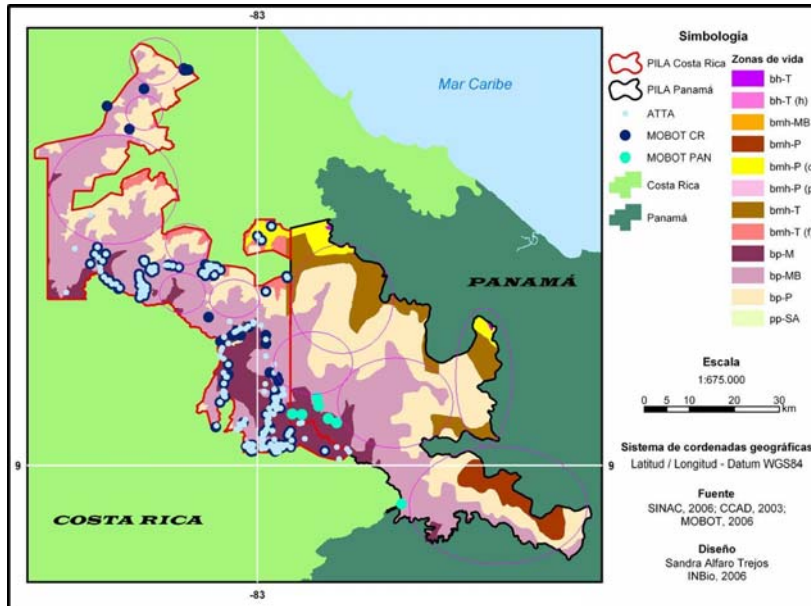 -83
Mar Caribe
PANAMÁ
9
9
COSTA RICA
-83
Simbología
PILA Costa Rica
PILA Panamá
ATTA
MOBOT CR
MOBOT PAN
Costa Rica
Panamá
Zonas de vida
bh-T
bh-T (h)
bmh-MB
bmh-P
bmh-P (c
bmh-P (p
bmh-T
bmh-T (f)
bp-M
bp-MB
bp-P
pp-SA
Escala
1:675.000
0 5 10 20 30
km
Sistema de cordenadas geográficas
Latitud / Longitud - Datum WGS84
Fuente
SINAC, 2006; CCAD, 2003;
MOBOT, 2006
Diseño
Sandra Alfaro Trejos
INBio, 2006